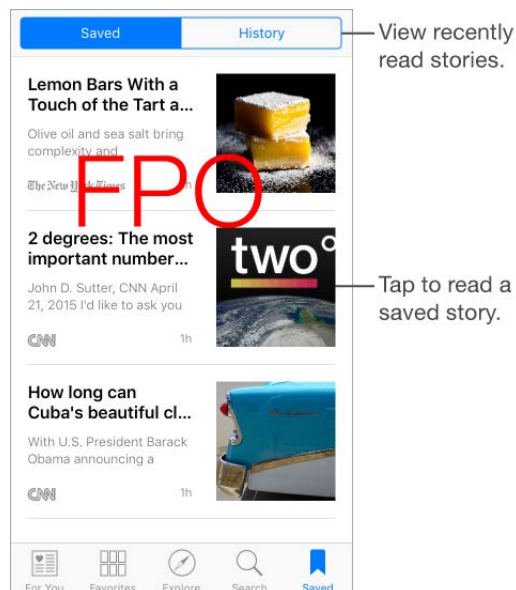 Saved
History
View recently
read stories.
Lemon Bars With a
Touch of the Tart a...
Olive oil and sea salt bring
complexity and
The New York Times
FPO
2 degrees: The most
important number...
two°
John D. Sutter, CNN April
21, 2015 I'd like to ask you
CNN 1h
Tap to read a
saved story.
How long can
Cuba's beautiful cl...
With U.S. President Barack
Obama announcing a
CNN 1h
For You Favorites Explore Search Saved